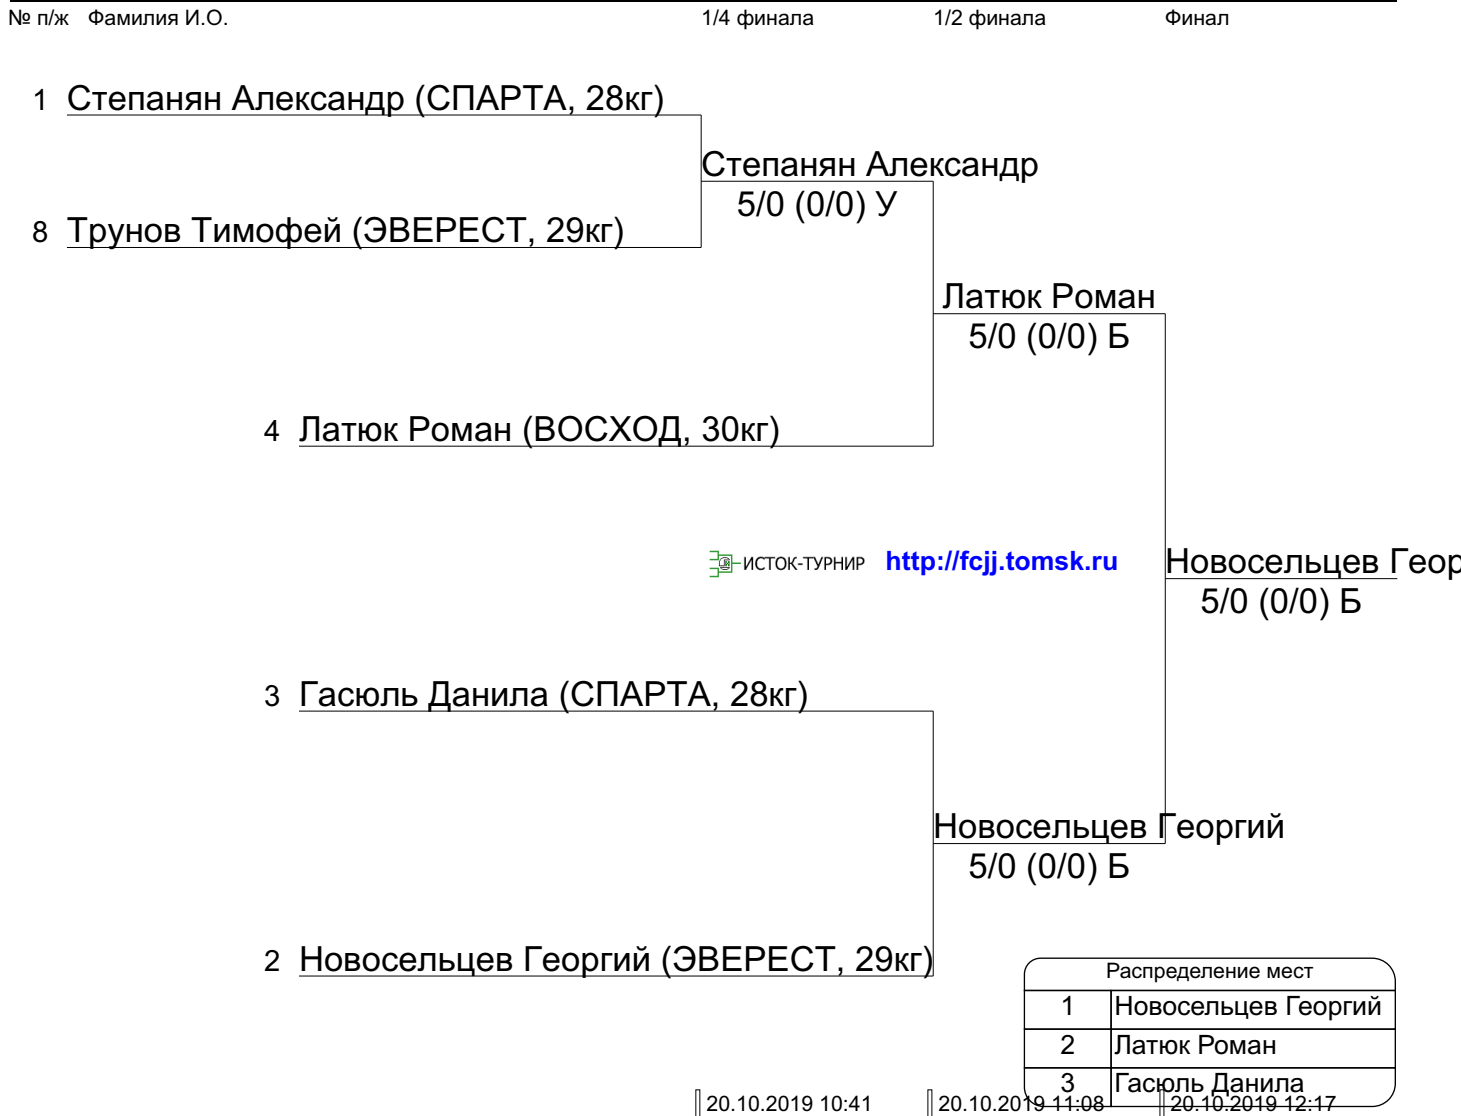 № п/ж Фамилия И.О. 1/4 финала 1/2 финала Финал
1 Степанян Александр (СПАРТА, 28кг)
Степанян Александр
5/0 (0/0) У
8 Трунов Тимофей (ЭВЕРЕСТ, 29кг)
Латюк Роман
5/0 (0/0) Б
4 Латюк Роман (ВОСХОД, 30кг)
ИСТОК-ТУРНИР http://fcjj.tomsk.ru
Новосельцев Геор
5/0 (0/0) Б
3 Гасюль Данила (СПАРТА, 28кг)
Новосельцев Георгий
5/0 (0/0) Б
2 Новосельцев Георгий (ЭВЕРЕСТ, 29кг)
Распределение мест
1 Новосельцев Георгий
2 Латюк Роман
3 Гасюль Данила
20.10.2019 10:41 20.10.2019 11:08 20.10.2019 12:17